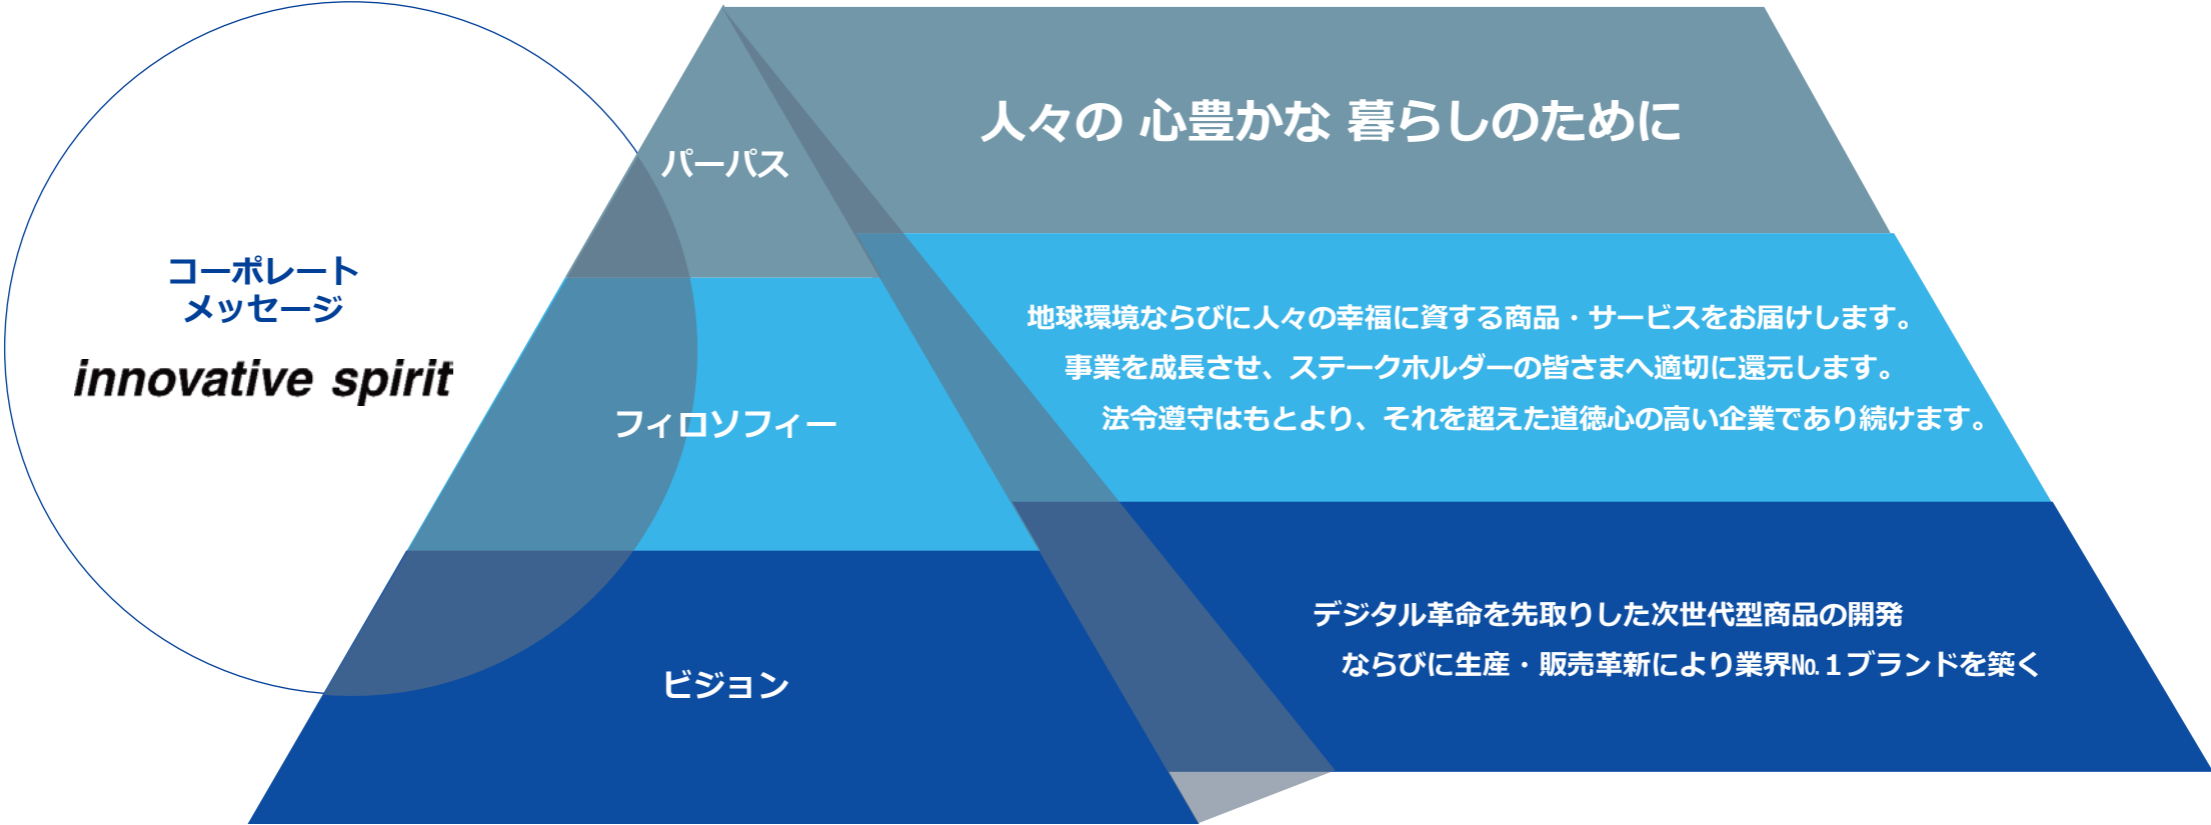 コーポレート
メッセージ
innovative spirit
パーパス
人々の 心豊かな 暮らしのために
フィロソフィー
地球環境ならびに人々の幸福に資する商品・サービスをお届けします。
事業を成長させ、ステークホルダーの皆さまへ適切に還元します。
法令遵守はもとより、それを超えた道徳心の高い企業であり続けます。
ビジョン
デジタル革命を先取りした次世代型商品の開発
ならびに生産・販売革新により業界№１ブランドを築く